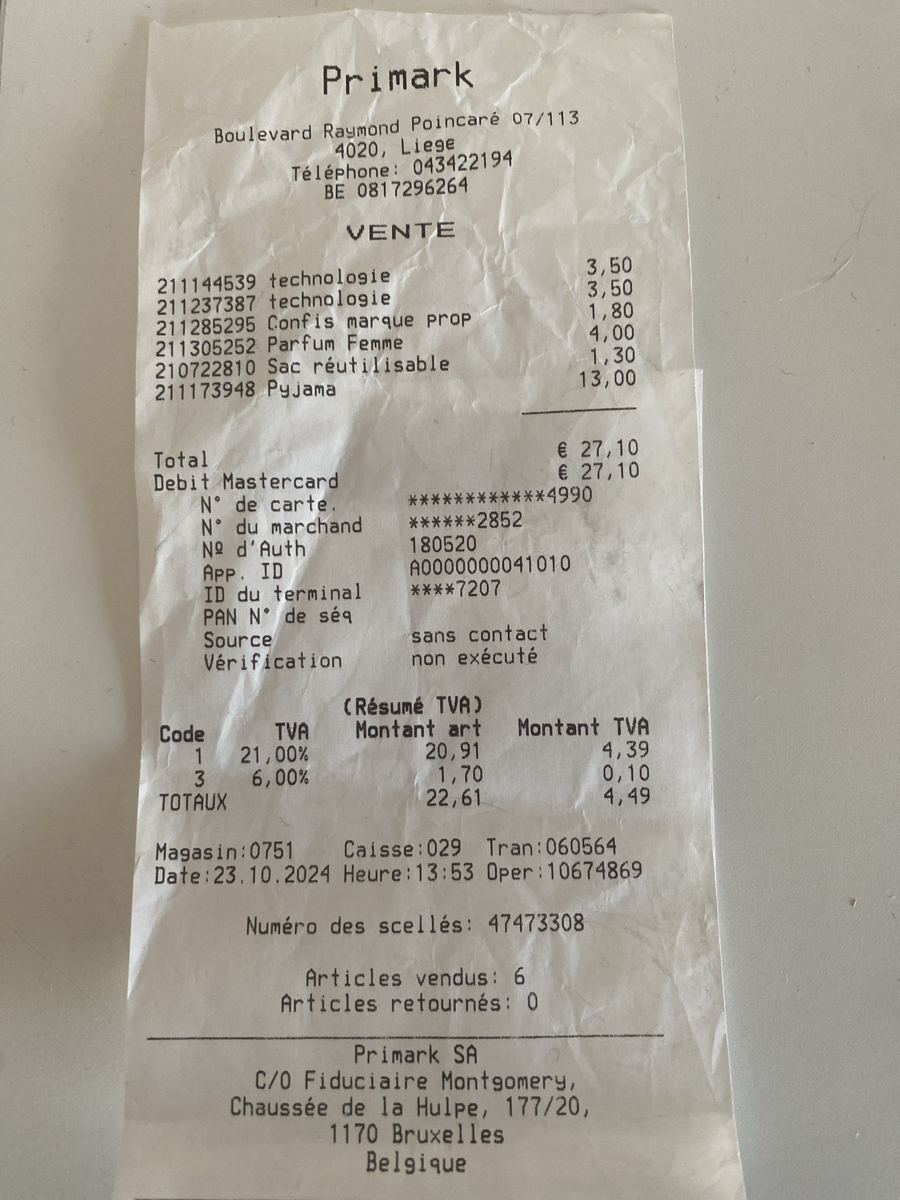 Primark
Boulevard Raymond Poincaré 07/113
4020, Liege
Téléphone: 043422194
BE 0817296264
VENTE
211144539 technologie 3,50
211237387 technologie 3,50
211285295 Confis marque prop 1,80
211305252 Parfum Femme 4,00
210722810 Sac réutilisable 1,30
211173948 Pyjama 13,00
Total € 27,10
Debit Mastercard € 27,10
N° de carte. ************4990
N° du marchand ******2852
Nº d'Auth 180520
App. ID A0000000041010
ID du terminal ****7207
PAN N° de séq
Source sans contact
Vérification non exécuté
(Résumé TVA)
Code TVA Montant art Montant TVA
1 21,00% 20,91 4,39
3 6,00% 1,70 0,10
TOTAUX 22,61 4,49
Magasin:0751 Caisse:029 Tran:060564
Date:23.10.2024 Heure:13:53 Oper:10674869
Numéro des scellés: 47473308
Articles vendus: 6
Articles retournés: 0
Primark SA
C/O Fiduciaire Montgomery,
Chaussée de la Hulpe, 177/20,
1170 Bruxelles
Belgique